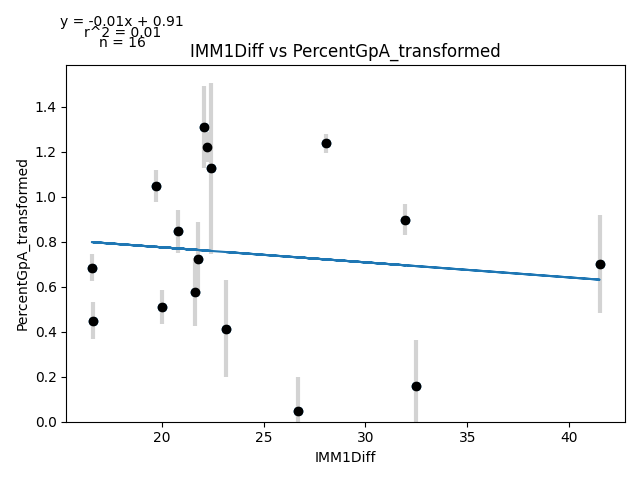 y = -0.01x + 0.91
r^2 = 0.01
n = 16
IMM1Diff vs PercentGpA_transformed
1.4
1.2
1.0
0.8
0.6
0.4
0.2
0.0
PercentGpA_transformed
20 25 30 35 40
IMM1Diff